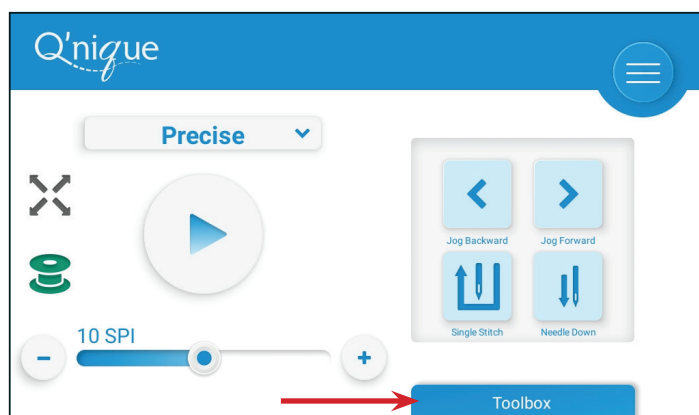 Q'nique
Precise
10 SPI
Jog Backward
Jog Forward
Single Stitch
Needle Down
Toolbox